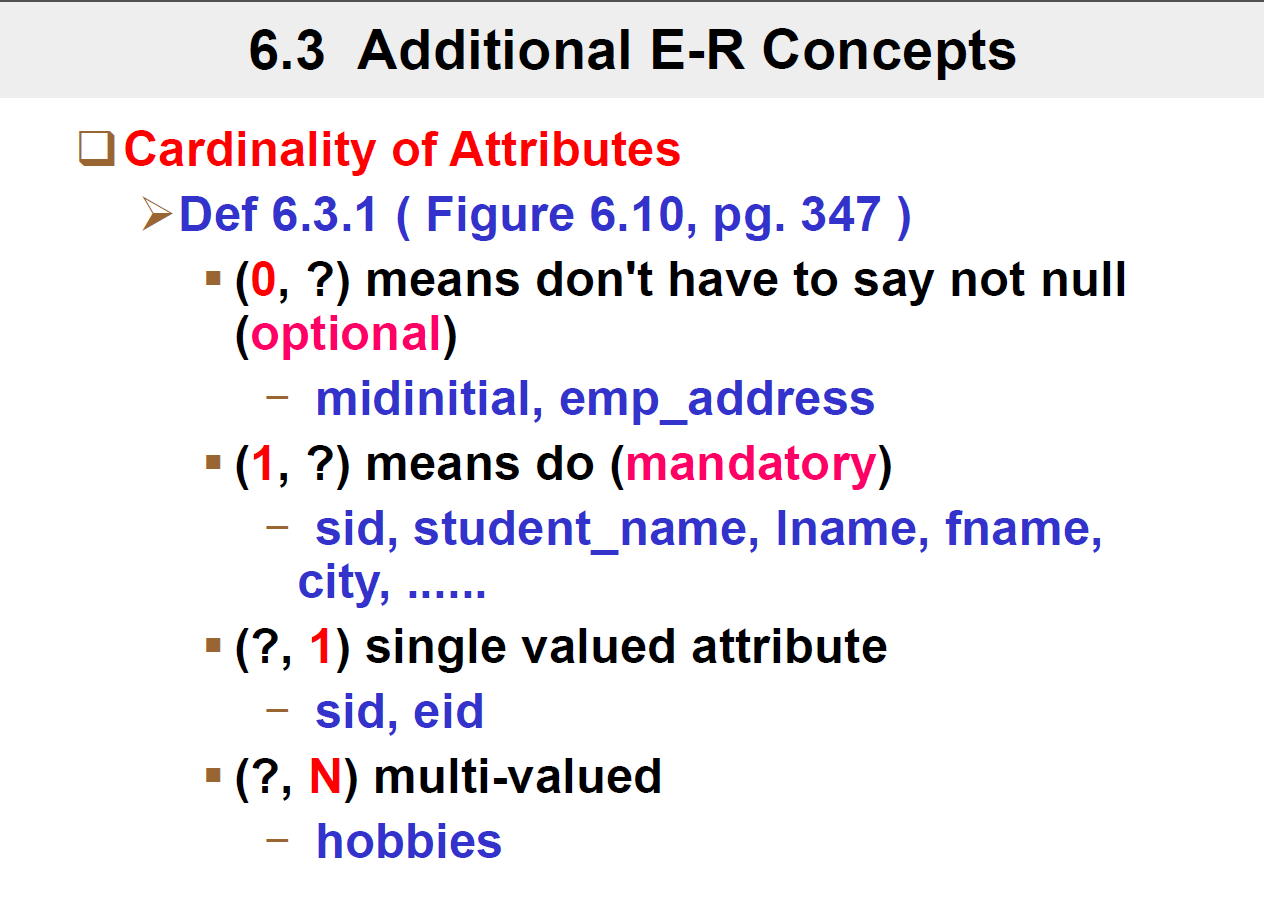 6.3 Additional E-R Concepts
Cardinality of Attributes
Def 6.3.1 ( Figure 6.10, pg. 347 )
(0, ?) means don't have to say not null
(optional)
– midinitial, emp_address
(1, ?) means do (mandatory)
– sid, student_name, lname, fname,
city, ......
(?, 1) single valued attribute
– sid, eid
(?, N) multi-valued
– hobbies